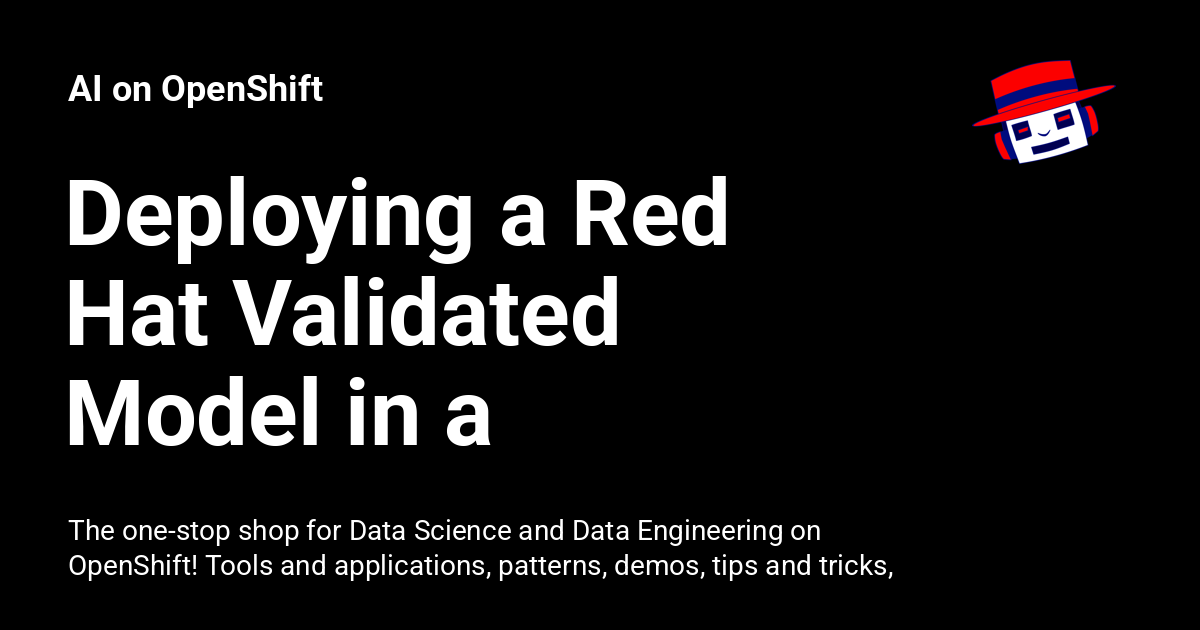 AI on OpenShift
Deploying a Red
Hat Validated
Model in a
The one-stop shop for Data Science and Data Engineering on
OpenShift! Tools and applications, patterns, demos, tips and tricks,